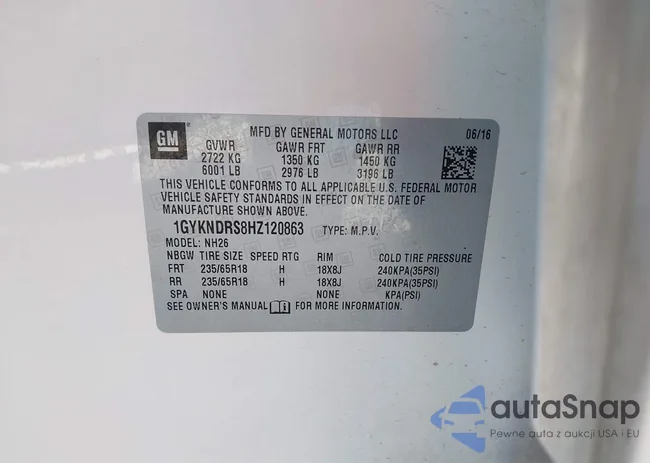 GM
MFD BY GENERAL MOTORS LLC 06/16
GVWR GAWR FRT GAWR RR
2722 KG 1350 KG 1450 KG
6001 LB 2976 LB 3196 LB
THIS VEHICLE CONFORMS TO ALL APPLICABLE U.S. FEDERAL MOTOR
VEHICLE SAFETY STANDARDS IN EFFECT ON THE DATE OF
MANUFACTURE SHOWN ABOVE.
1GYKNDRS8HZ120863 TYPE: M.P.V.
MODEL: NH26
NBGW TIRE SIZE SPEED RTG RIM COLD TIRE PRESSURE
FRT 235/65R18 H 18X8J 240KPA(35PSI)
RR 235/65R18 H 18X8J 240KPA(35PSI)
SPA NONE NONE KPA(PSI)
SEE OWNER'S MANUAL FOR MORE INFORMATION.
autaSnap
Pewne auta z aukcji USA i EU